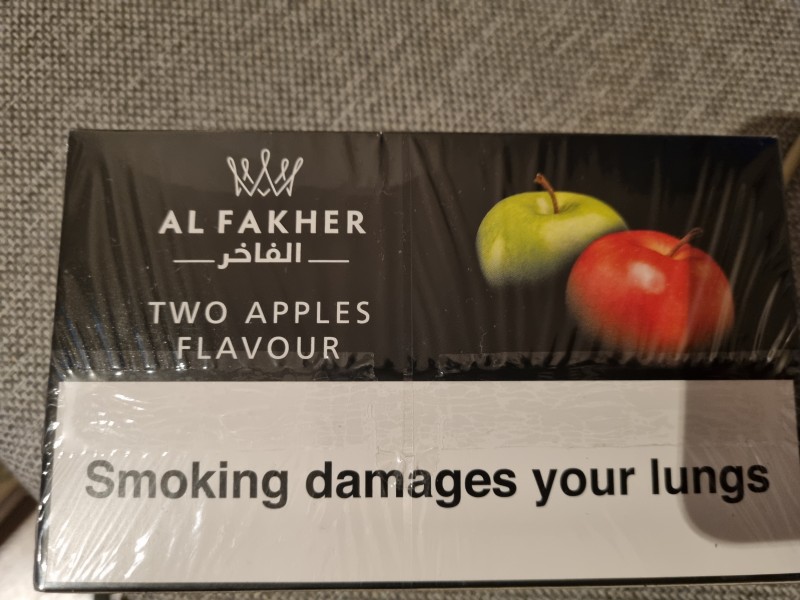 AL FAKHER
الفاخر
TWO APPLES
FLAVOUR
Smoking damages your lungs